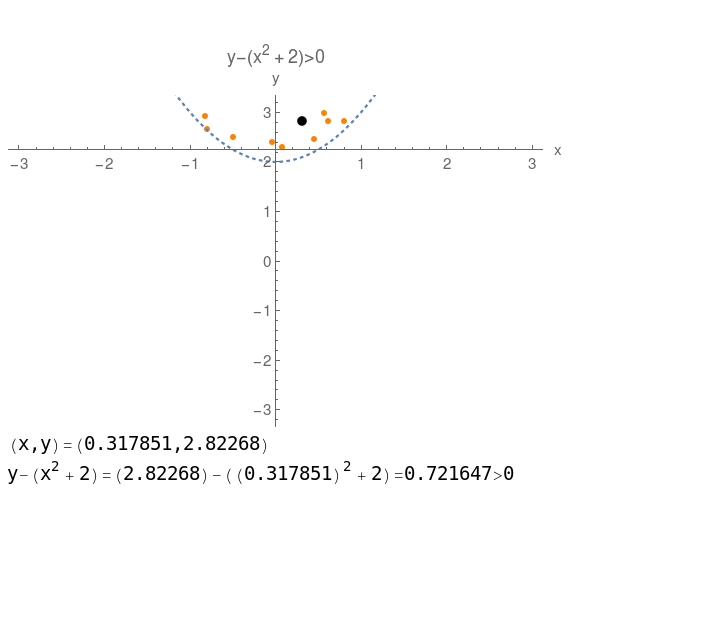 y−(x² + 2)>0
y
3
−3 −2 −1 2 1 2 3 x
1
0
−1
−2
−3
(x,y) = (0.317851,2.82268)
y− (x² + 2) = (2.82268) − ( (0.317851)² + 2) =0.721647>0